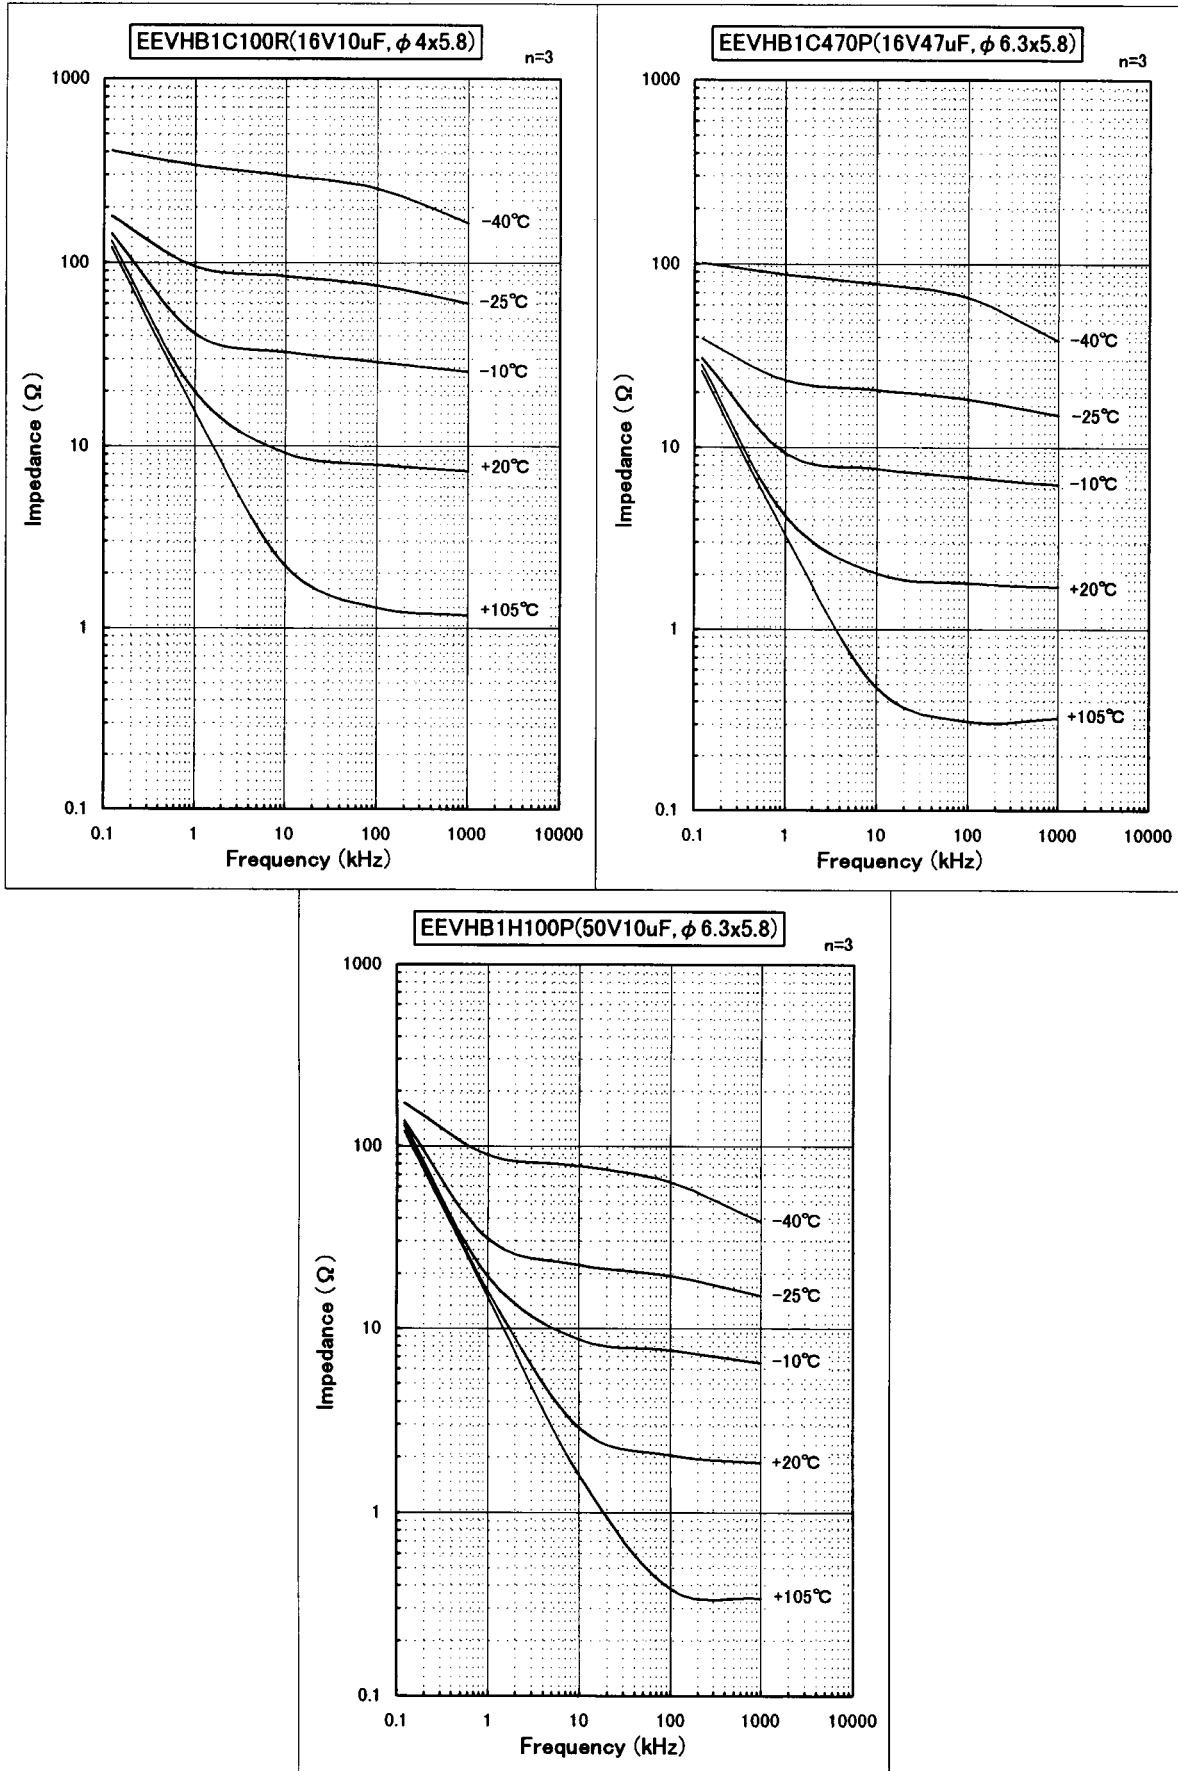 EEVHB1C100R(16V10uF, φ 4x5.8)
n=3
1000
100
10
1
0.1
Impedance (Ω)
-40℃
-25℃
-10℃
+20℃
+105℃
0.1 1 10 100 1000 10000
Frequency (kHz)
EEVHB1C470P(16V47uF, φ 6.3x5.8)
n=3
1000
100
10
1
0.1
Impedance (Ω)
-40℃
-25℃
-10℃
+20℃
+105℃
0.1 1 10 100 1000 10000
Frequency (kHz)
EEVHB1H100P(50V10uF, φ 6.3x5.8)
n=3
1000
100
10
1
0.1
Impedance (Ω)
-40℃
-25℃
-10℃
+20℃
+105℃
0.1 1 10 100 1000 10000
Frequency (kHz)